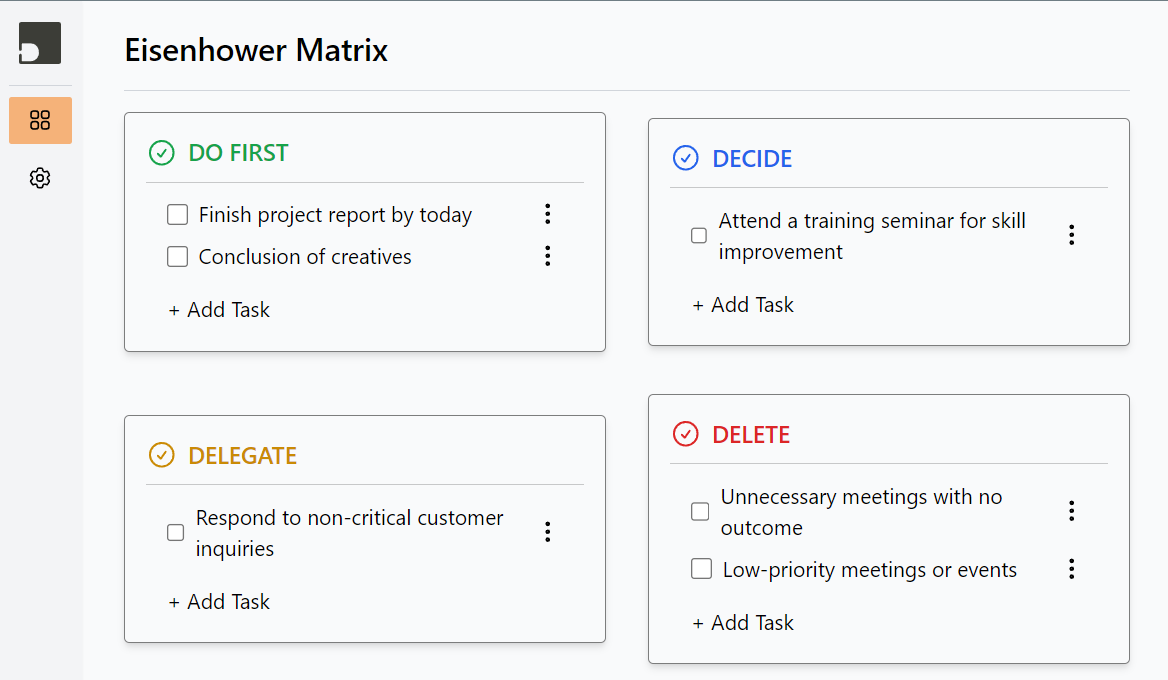 Eisenhower Matrix
DO FIRST
Finish project report by today
Conclusion of creatives
+ Add Task
DECIDE
Attend a training seminar for skill
improvement
+ Add Task
DELEGATE
Respond to non-critical customer
inquiries
+ Add Task
DELETE
Unnecessary meetings with no
outcome
Low-priority meetings or events
+ Add Task